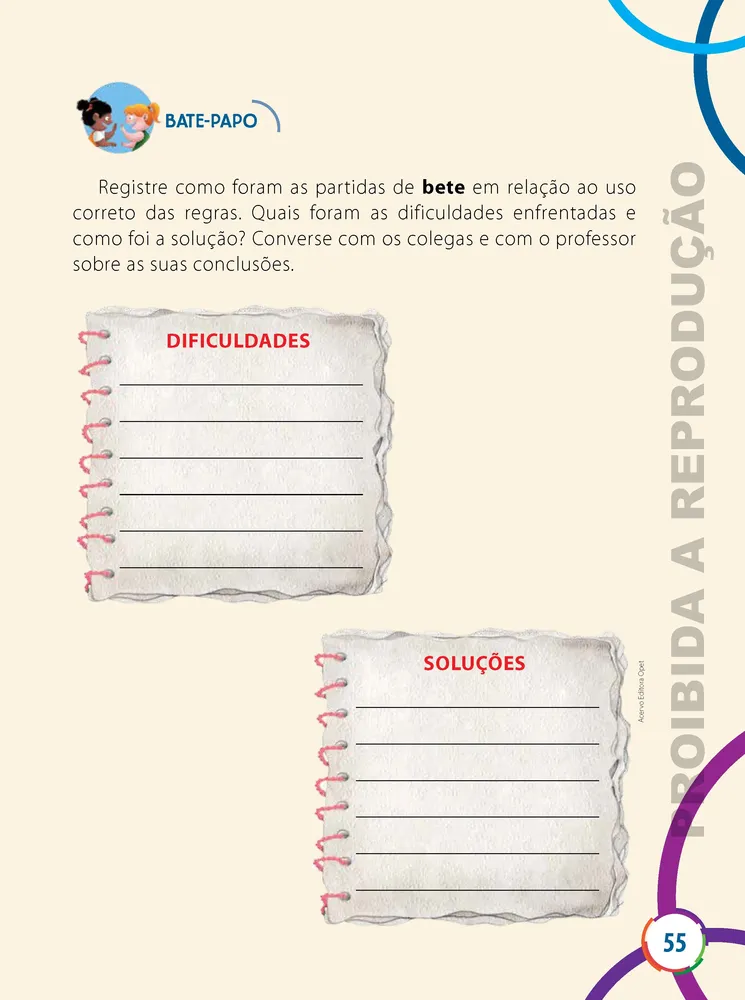 BATE-PAPO
Registre como foram as partidas de bete em relação ao uso
correto das regras. Quais foram as dificuldades enfrentadas e
como foi a solução? Converse com os colegas e com o professor
sobre as suas conclusões.
DIFICULDADES
SOLUÇÕES
Acervo Editora Opet
PROIBIDA A REPRODUÇÃO
55